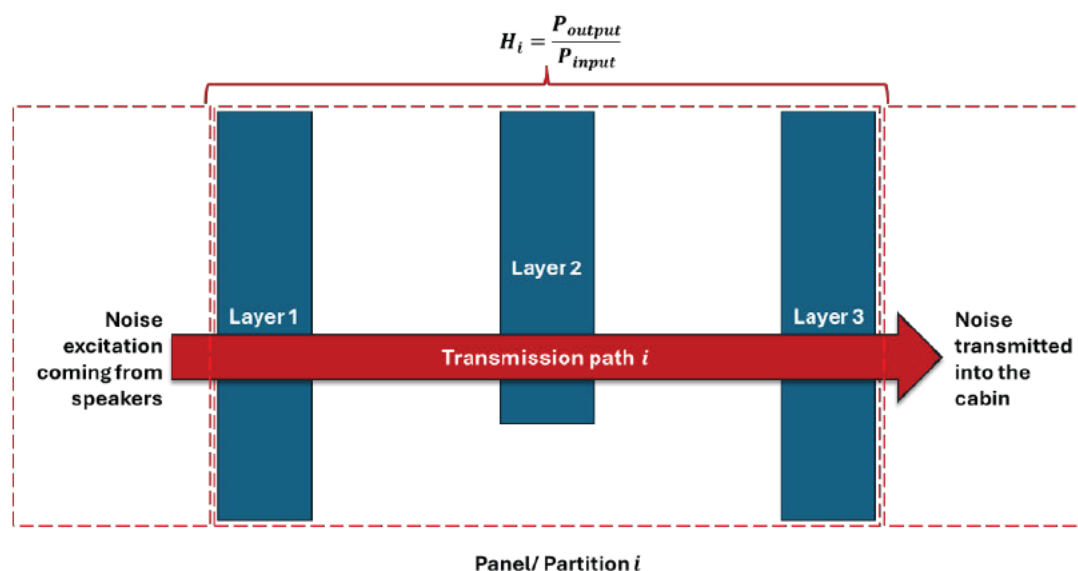 H_i = P_output / P_input
Layer 1
Layer 2
Layer 3
Noise
excitation
coming from
speakers
Transmission path i
Noise
transmitted
into the
cabin
Panel/ Partition i